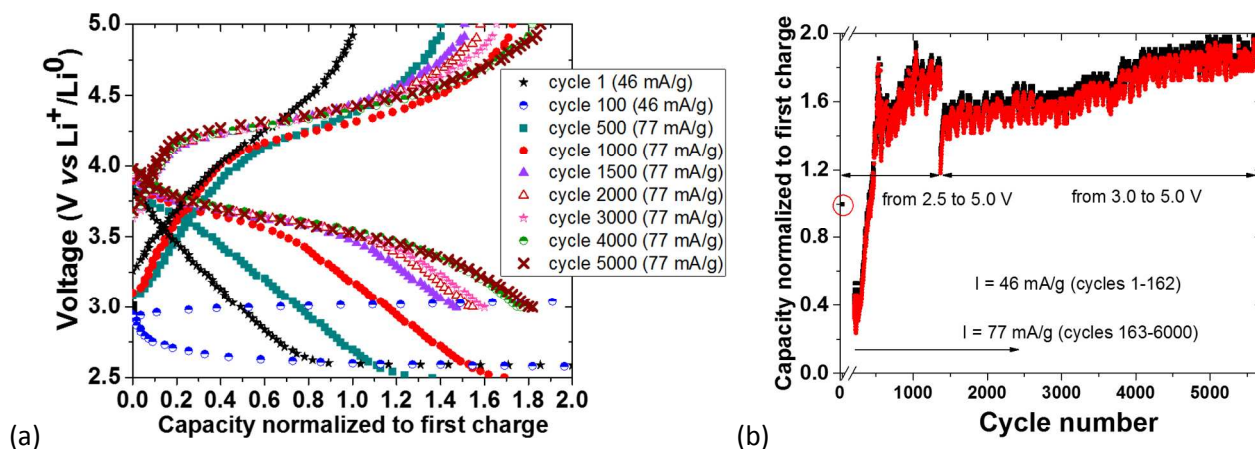 Voltage (V vs Li⁺/Li⁰)
5.0
4.5
4.0
3.5
3.0
2.5
cycle 1 (46 mA/g)
cycle 100 (46 mA/g)
cycle 500 (77 mA/g)
cycle 1000 (77 mA/g)
cycle 1500 (77 mA/g)
cycle 2000 (77 mA/g)
cycle 3000 (77 mA/g)
cycle 4000 (77 mA/g)
cycle 5000 (77 mA/g)
0.0 0.2 0.4 0.6 0.8 1.0 1.2 1.4 1.6 1.8 2.0
Capacity normalized to first charge
(a)
Capacity normalized to first charge
2.0
1.6
1.2
0.8
0.4
0.0
from 2.5 to 5.0 V
from 3.0 to 5.0 V
I = 46 mA/g (cycles 1-162)
I = 77 mA/g (cycles 163-6000)
0 1000 2000 3000 4000 5000
Cycle number
(b)